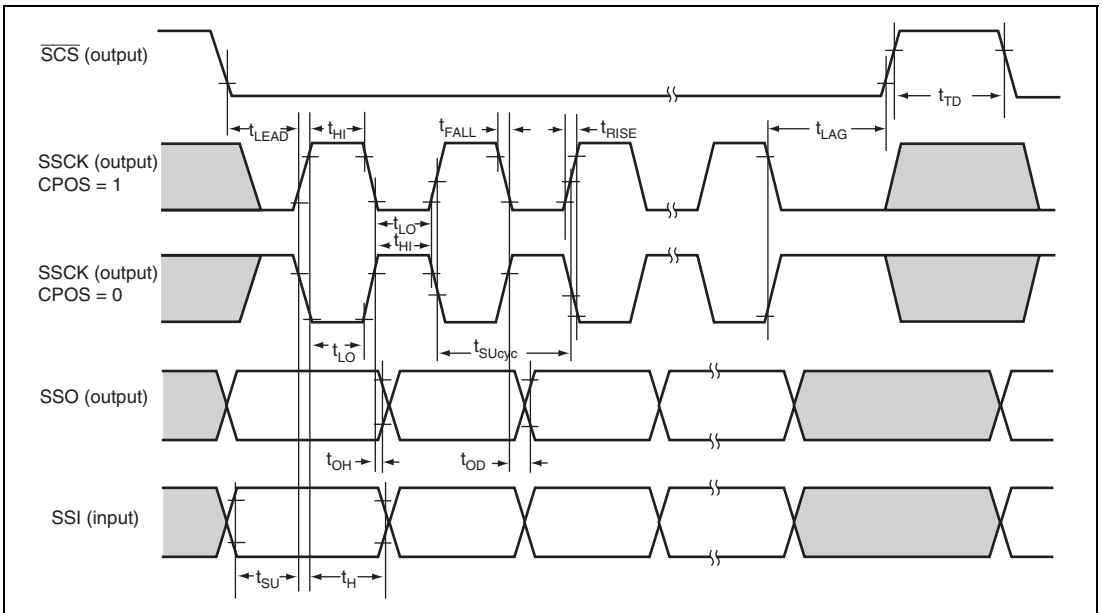 SCS (output)
tTD
tLEAD
tHI
tFALL
tRISE
tLAG
SSCK (output)
CPOS = 1
tLO
tHI
SSCK (output)
CPOS = 0
tLO
tSUcyc
SSO (output)
tOH
tOD
SSI (input)
tSU
tH